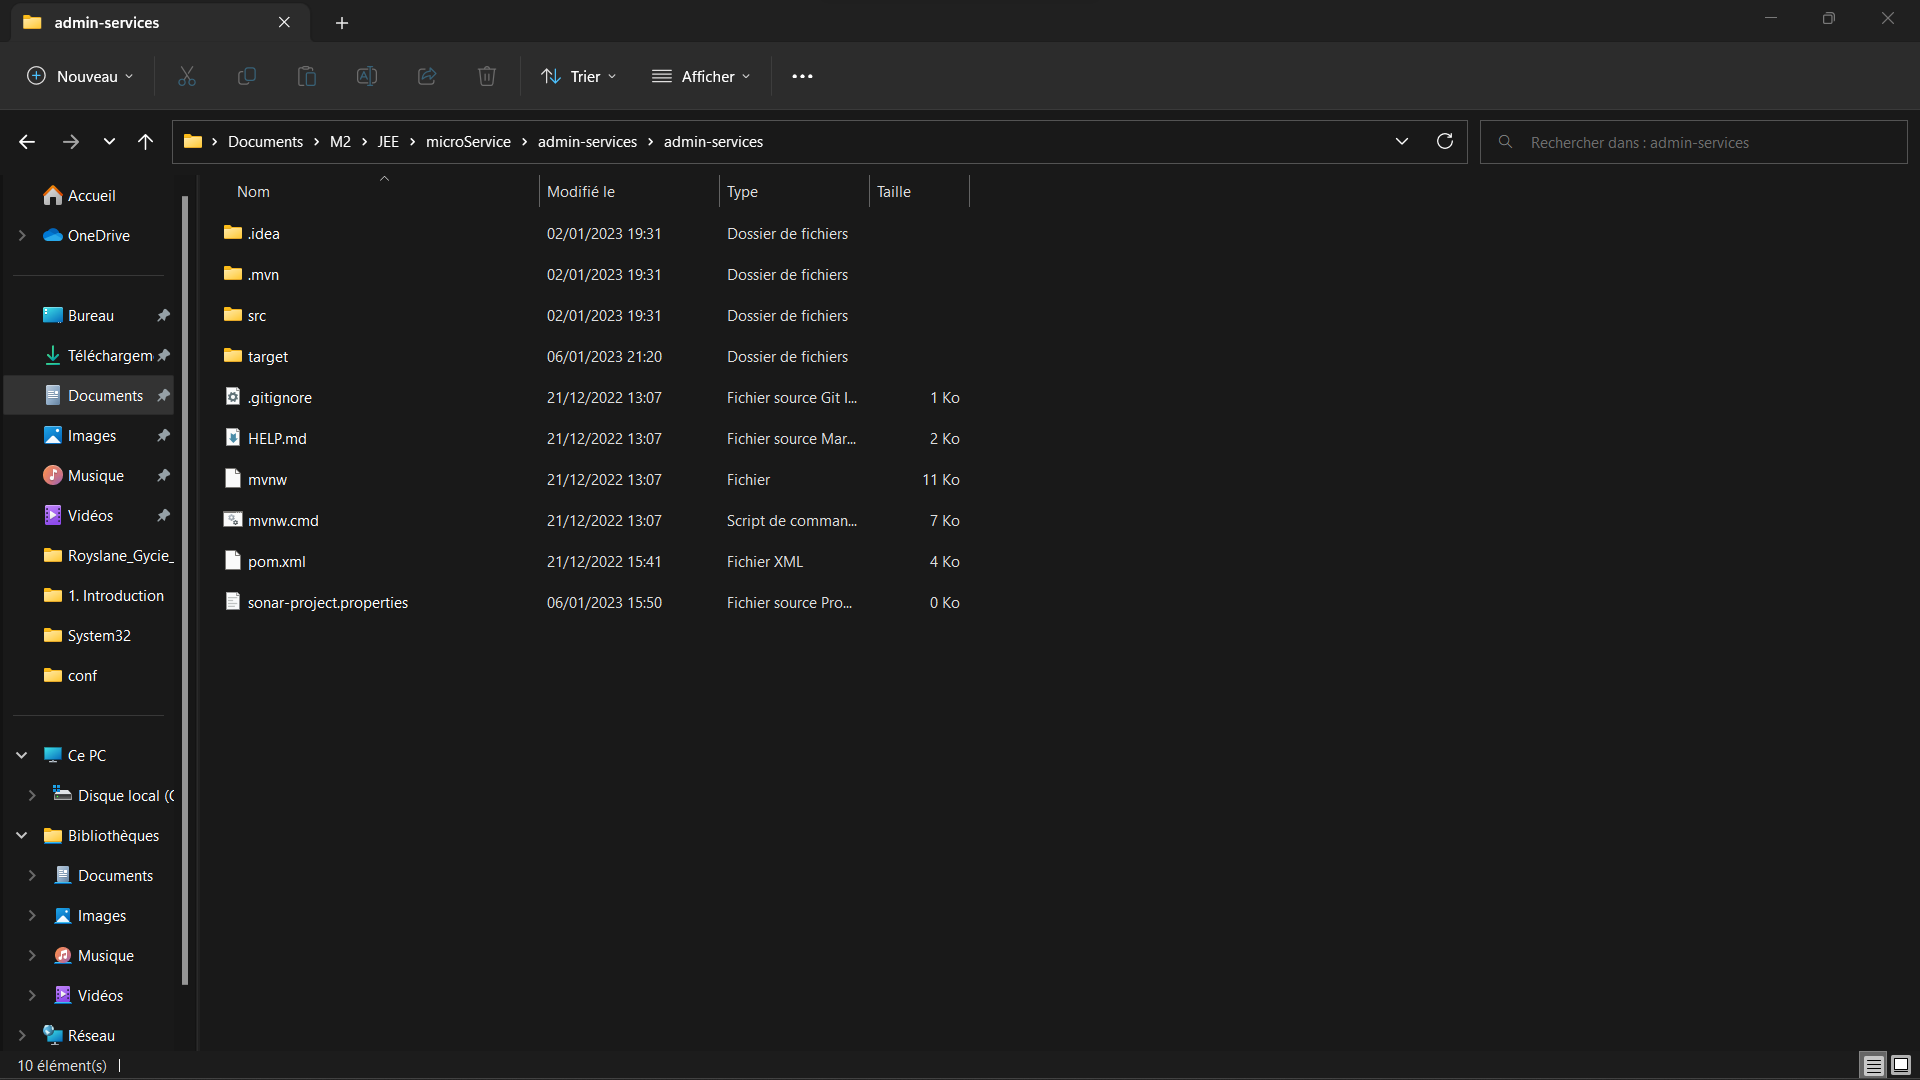 admin-services
Nouveau
Trier
Afficher
Documents
M2
JEE
microService
admin-services
admin-services
Rechercher dans : admin-services
Accueil
OneDrive
Bureau
Téléchargem
Documents
Images
Musique
Vidéos
Royslane_Gycie_
1. Introduction
System32
conf
Ce PC
Disque local (C
Bibliothèques
Documents
Images
Musique
Vidéos
Réseau
Nom Modifié le Type Taille
.idea 02/01/2023 19:31 Dossier de fichiers
.mvn 02/01/2023 19:31 Dossier de fichiers
src 02/01/2023 19:31 Dossier de fichiers
target 06/01/2023 21:20 Dossier de fichiers
.gitignore 21/12/2022 13:07 Fichier source Git I... 1 Ko
HELP.md 21/12/2022 13:07 Fichier source Mar... 2 Ko
mvnw 21/12/2022 13:07 Fichier 11 Ko
mvnw.cmd 21/12/2022 13:07 Script de comman... 7 Ko
pom.xml 21/12/2022 15:41 Fichier XML 4 Ko
sonar-project.properties 06/01/2023 15:50 Fichier source Pro... 0 Ko
10 élément(s)